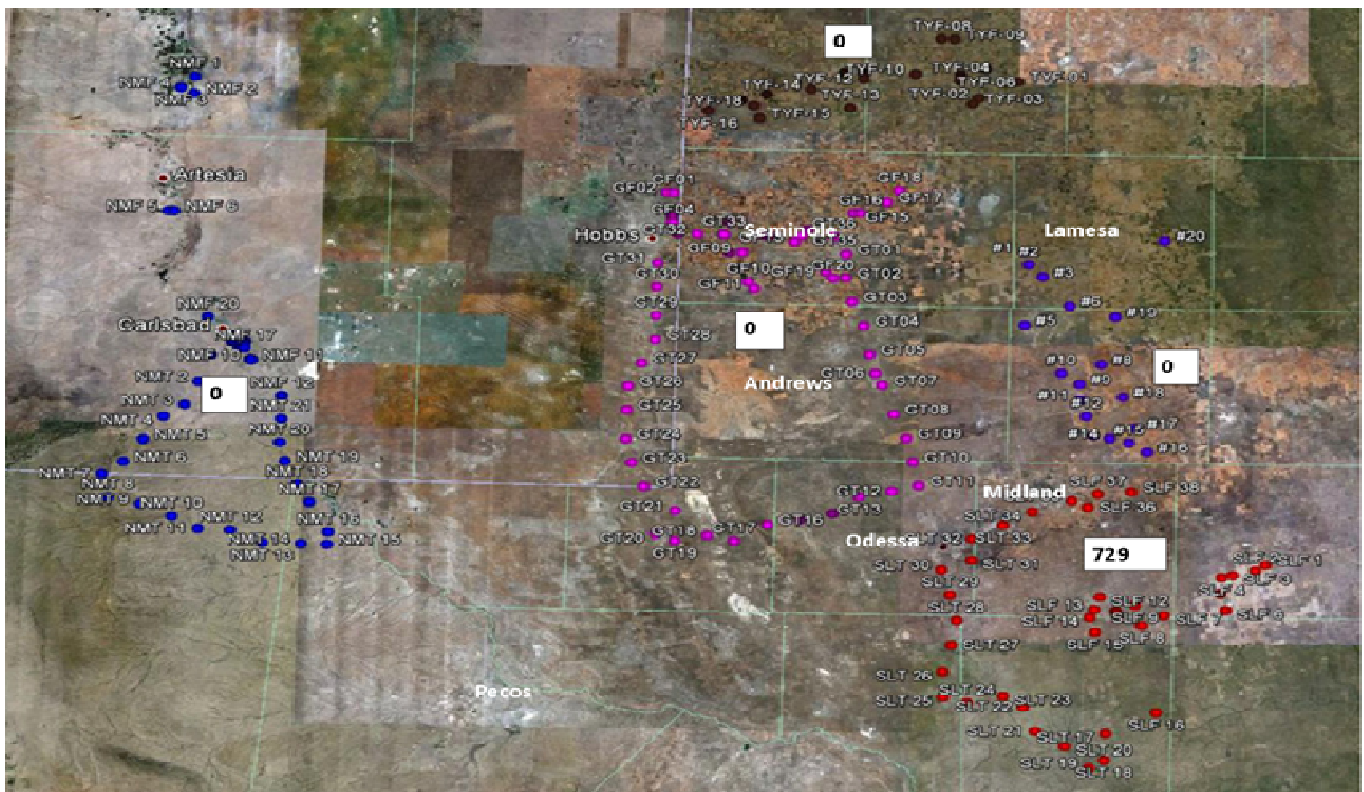 TYF-08
TYF-09
0
NMF 1
NMF 4
NMF 2
NMF 3
TYF-10
TYF-12
TYF-04
TYF-06
TYF-01
TYF-14
TYF-13
TYF-02
TYF-03
TYF-18
TYF-15
TYF-16
Artesia
GF01
GF02
GF18
GF17
NMF 5
NMF 6
GF16
GF15
GF04
GT32
GT33
Seminole
GT36
GT35
Hobbs
Lamesa
#20
#1
#2
#3
GF09
GT01
GT31
GT30
GF10
GF19
GF20
GT02
GF11
GT29
GT03
#6
#19
#5
NMF 20
Carlsbad
NMF 17
0
GT28
GT04
NMF 11
GT27
GT05
#10
#8
0
NMT 2
NMF 12
GT26
Andrews
GT06
GT07
#9
0
NMT 3
NMT 21
GT25
#11
#18
#12
NMT 4
GT08
NMT 5
NMT 20
GT24
GT09
#14
#15
#17
NMT 6
NMT 19
GT23
GT10
#16
NMT 7
NMT 8
NMT 18
GT22
GT11
SLT 37
SLF 38
NMT 9
NMT 17
GT12
Midland
NMT 10
GT21
GT13
SLF 36
NMT 11
NMT 12
NMT 16
GT18
GT17
GT16
SLT 34
NMT 14
NMT 15
GT20
Odessa
SLT 32
SLT 33
NMT 13
GT19
729
SLT 30
SLT 31
SLF 1
SLF 3
SLT 29
SLF 4
SLT 28
SLF 13
SLF 12
SLF 6
SLF 14
SLF 9
SLF 7
SLT 27
SLF 15
SLF 8
SLT 26
Pecos
SLT 25
SLT 24
SLT 23
SLT 22
SLF 16
SLT 21
SLT 17
SLT 20
SLT 19
SLT 18